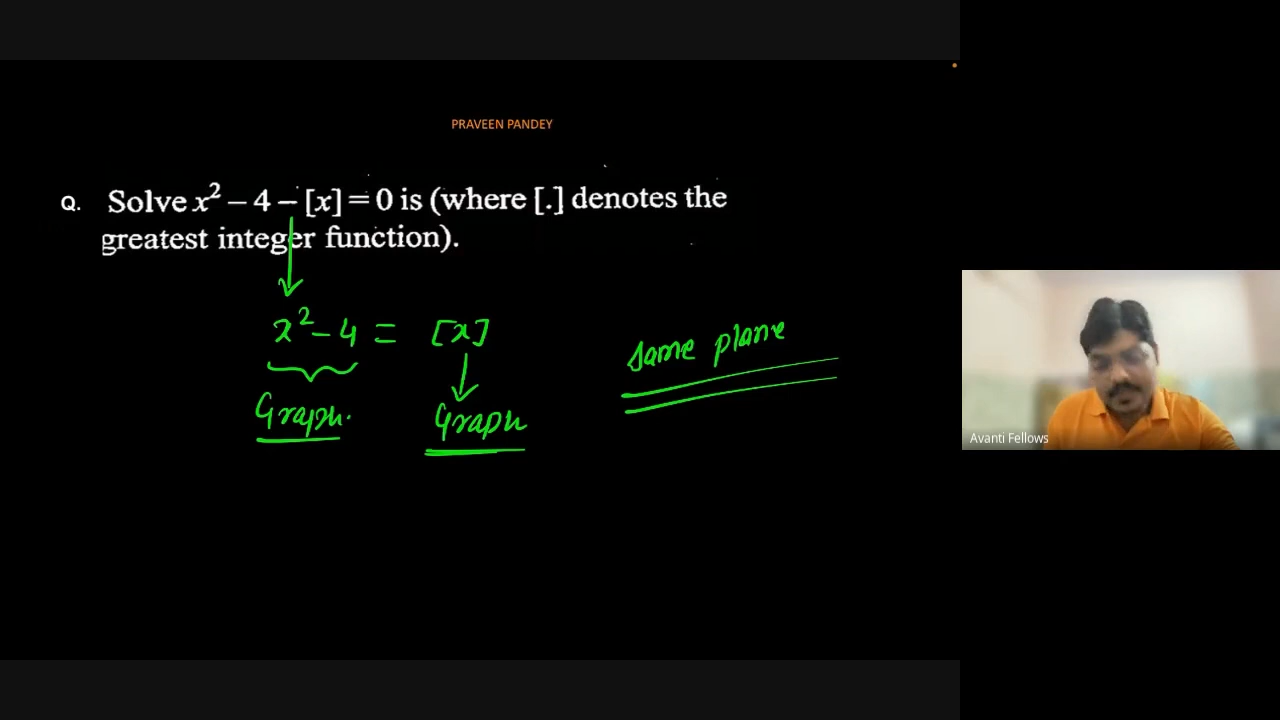 PRAVEEN PANDEY
Q. Solve x² – 4 – [x] = 0 is (where [.] denotes the
greatest integer function).
x² – 4 = [x]
same plane
Graph. Graph
Avanti Fellows